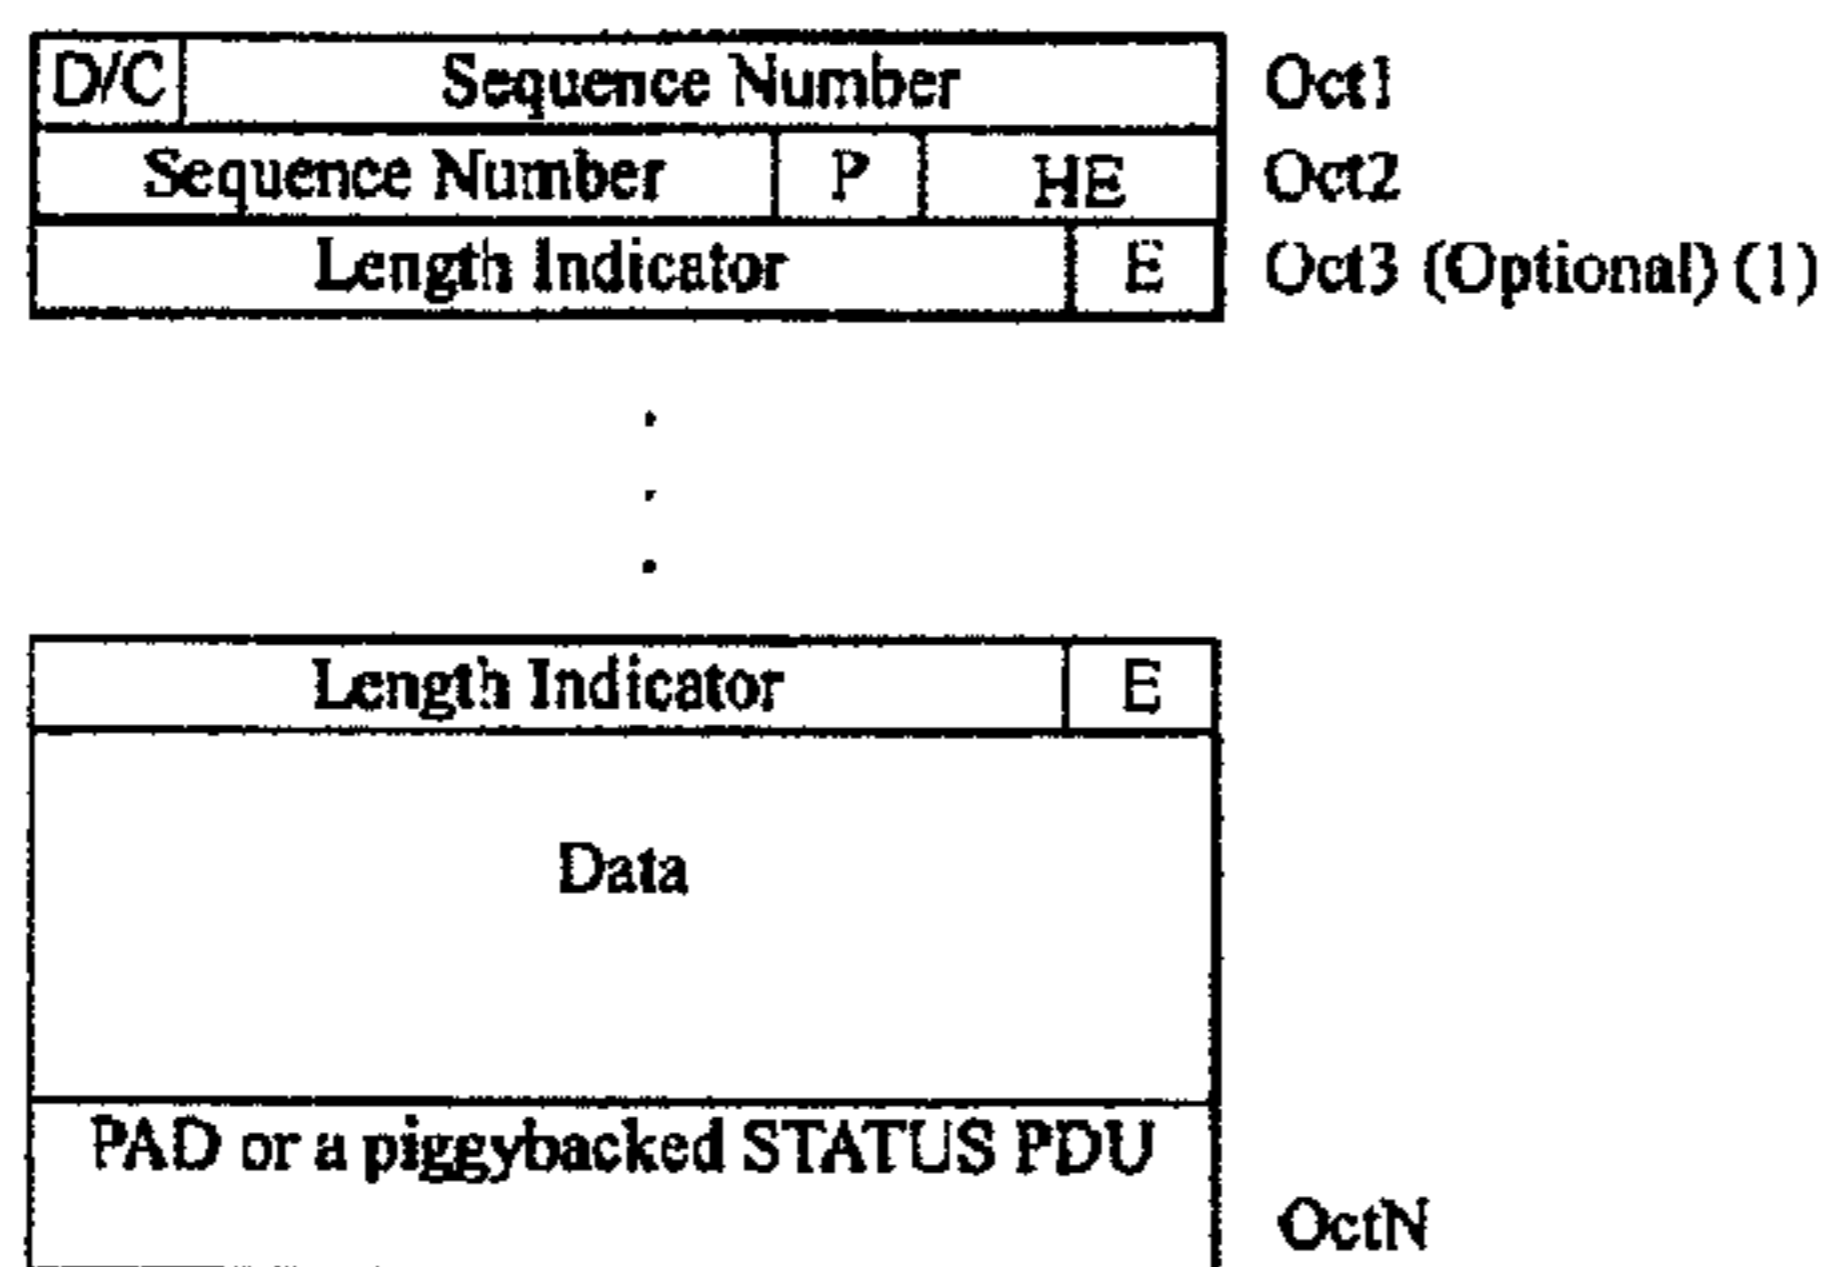 D/C Sequence Number Oct1
Sequence Number P HE Oct2
Length Indicator E Oct3 (Optional) (1)
Length Indicator E
Data
PAD or a piggybacked STATUS PDU
OctN